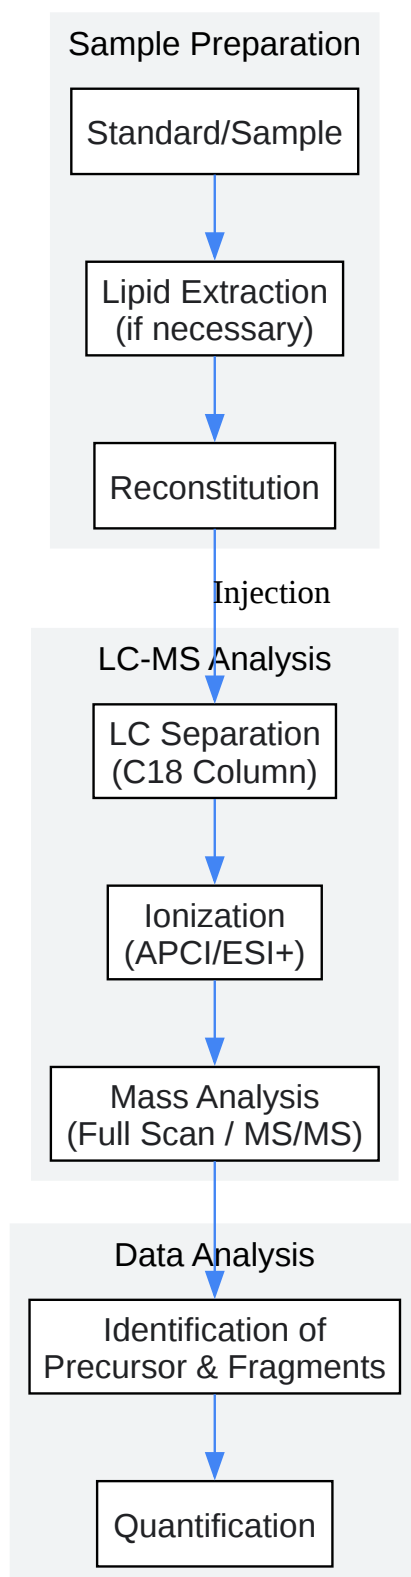 Sample Preparation
Standard/Sample
Lipid Extraction
(if necessary)
Reconstitution
Injection
LC-MS Analysis
LC Separation
(C18 Column)
Ionization
(APCI/ESI+)
Mass Analysis
(Full Scan / MS/MS)
Data Analysis
Identification of
Precursor & Fragments
Quantification